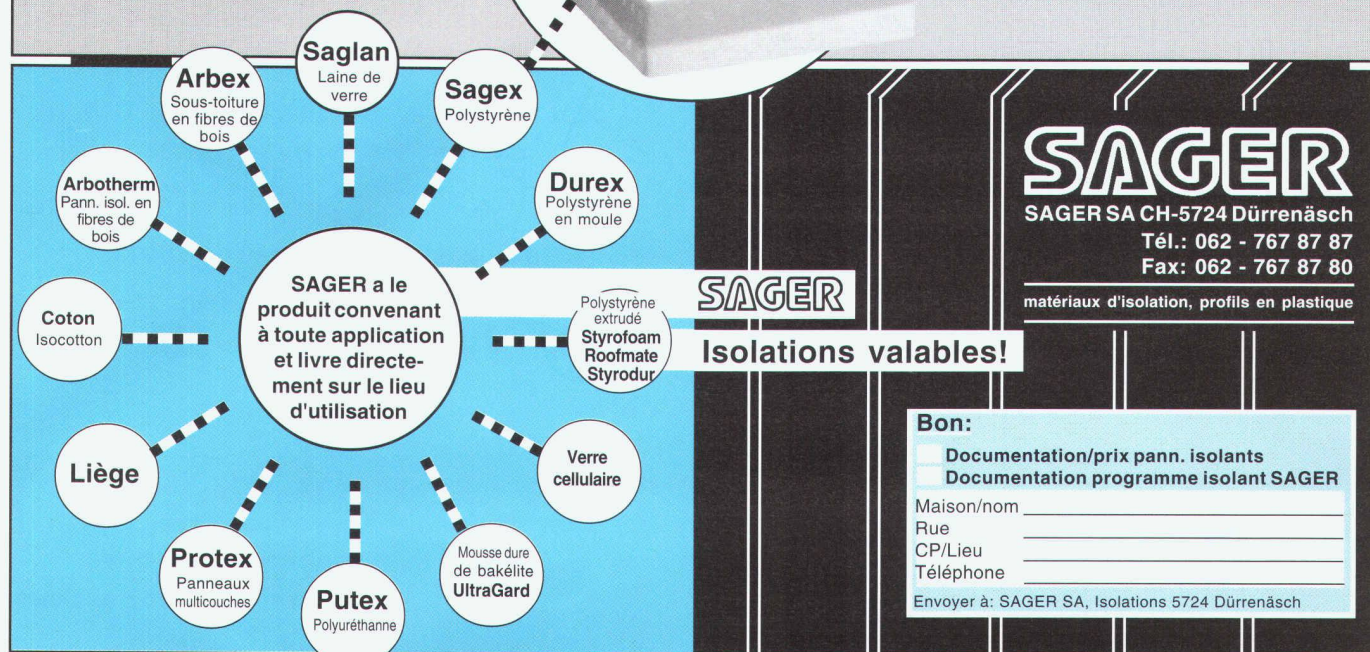 Saglan
Laine de
verre
Arbex
Sous-toiture
en fibres de
bois
Sagex
Polystyrène
Arbotherm
Pann. isol. en
fibres de
bois
Durex
Polystyrène
en moule
Coton
Isocotton
SAGER a le
produit convenant
à toute application
et livre directe-
ment sur le lieu
d'utilisation
Polystyrène
extrudé
Styrofoam
Roofmate
Styrodur
Liège
Verre
cellulaire
Protex
Panneaux
multicouches
Putex
Polyuréthanne
Mousse dure
de bakélite
UltraGard
SAGER
Isolations valables!
SAGER
SAGER SA CH-5724 Dürrenäsch
Tél.: 062 - 767 87 87
Fax: 062 - 767 87 80
matériaux d'isolation, profils en plastique
Bon:
Documentation/prix pann. isolants
Documentation programme isolant SAGER
Maison/nom
Rue
CP/Lieu
Téléphone
Envoyer à: SAGER SA, Isolations 5724 Dürrenäsch